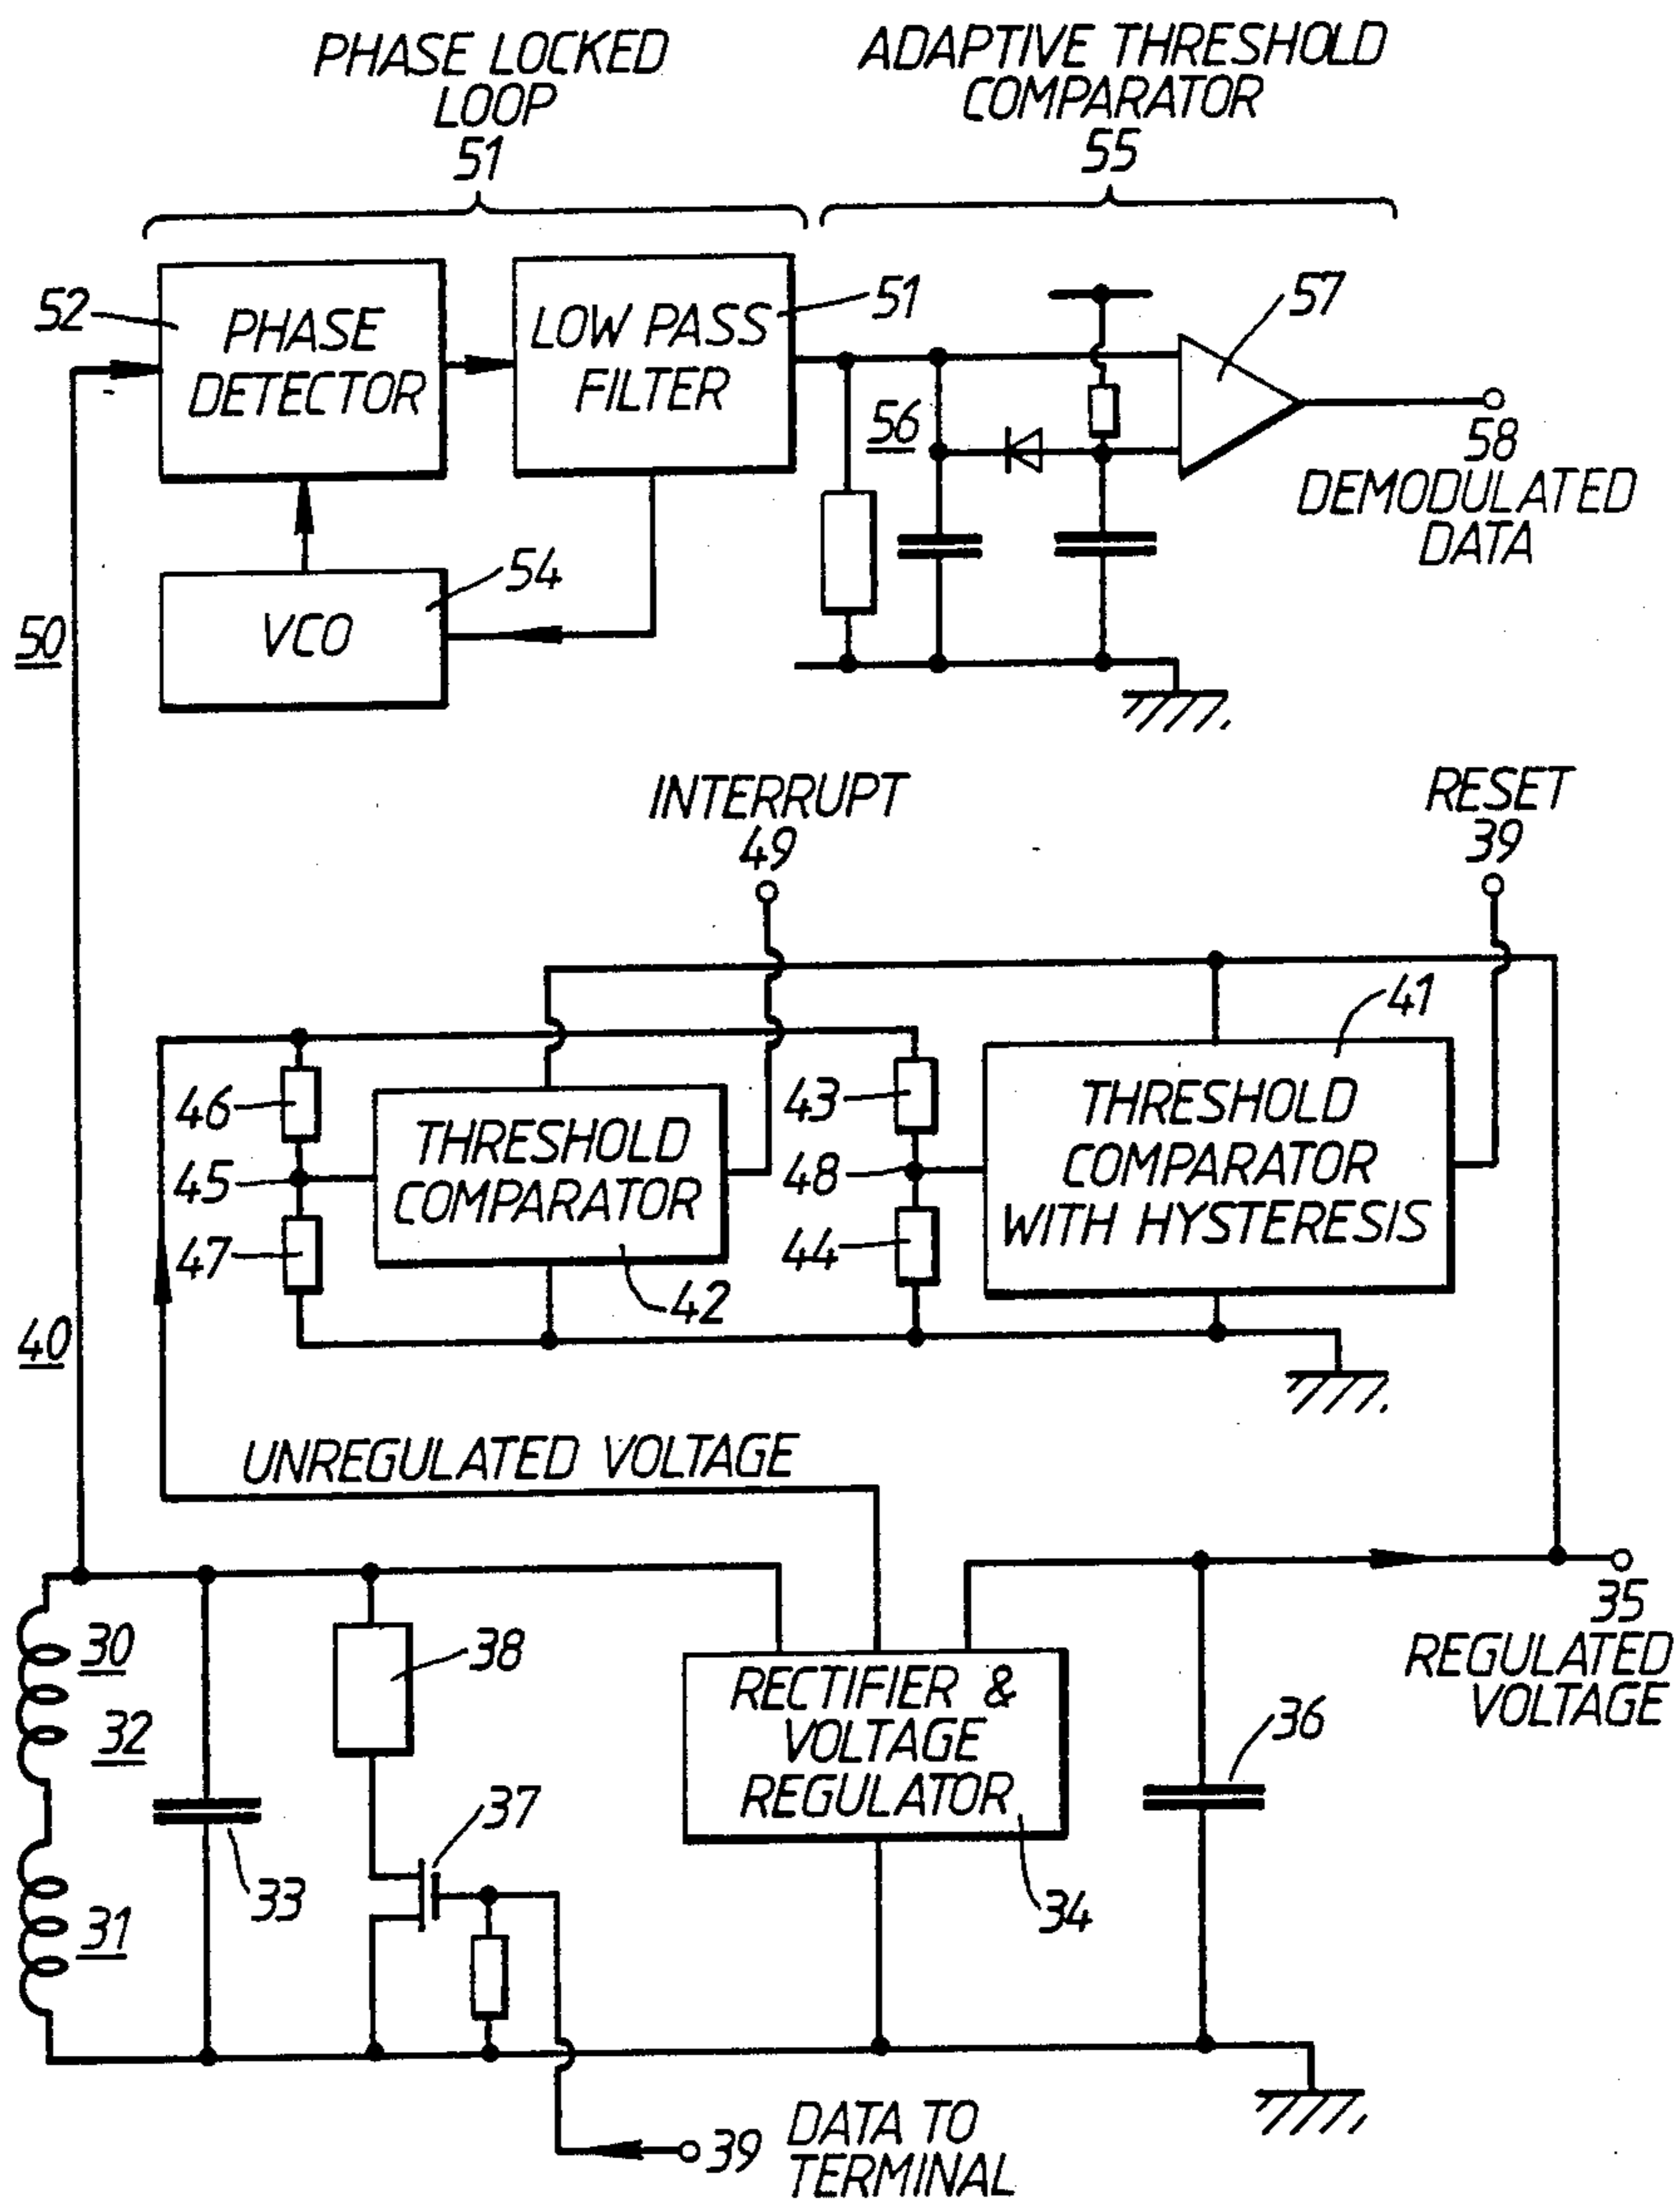 PHASE LOCKED
LOOP
51
ADAPTIVE THRESHOLD
COMPARATOR
55
52
PHASE
DETECTOR
LOW PASS
FILTER
51
57
56
58
DEMODULATED
DATA
54
VCO
50
INTERRUPT
49
RESET
39
41
46
45
47
THRESHOLD
COMPARATOR
42
43
48
44
THRESHOLD
COMPARATOR
WITH HYSTERESIS
40
UNREGULATED VOLTAGE
35
REGULATED
VOLTAGE
30
32
31
33
38
37
RECTIFIER &
VOLTAGE
REGULATOR
34
36
39
DATA TO
TERMINAL